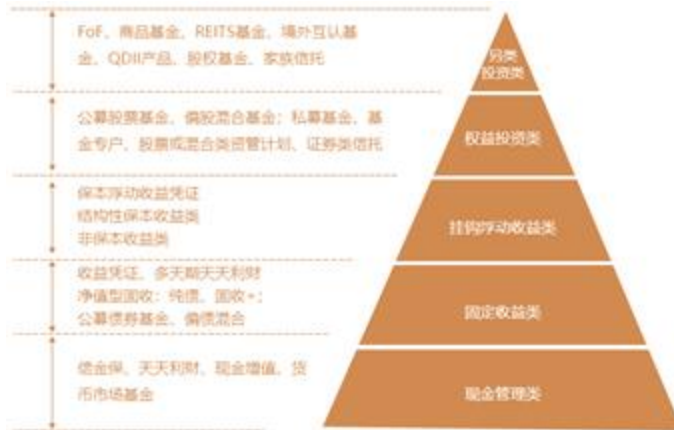 FoF、商品基金、REITS基金、境外互认基
金、QDII产品、股权基金、家族信托
另类
投资类
公募股票基金、偏股混合基金；私募基金、基
金专户、股票或混合类资管计划、证券类信托
权益投资类
保本浮动收益凭证
结构性保本收益类
非保本收益类
挂钩浮动收益类
收益凭证、多天期天天利财
净值型固收：纯债、固收+；
公募债券基金、偏债混合
固定收益类
信金保、天天利财、现金增值、货
币市场基金
现金管理类